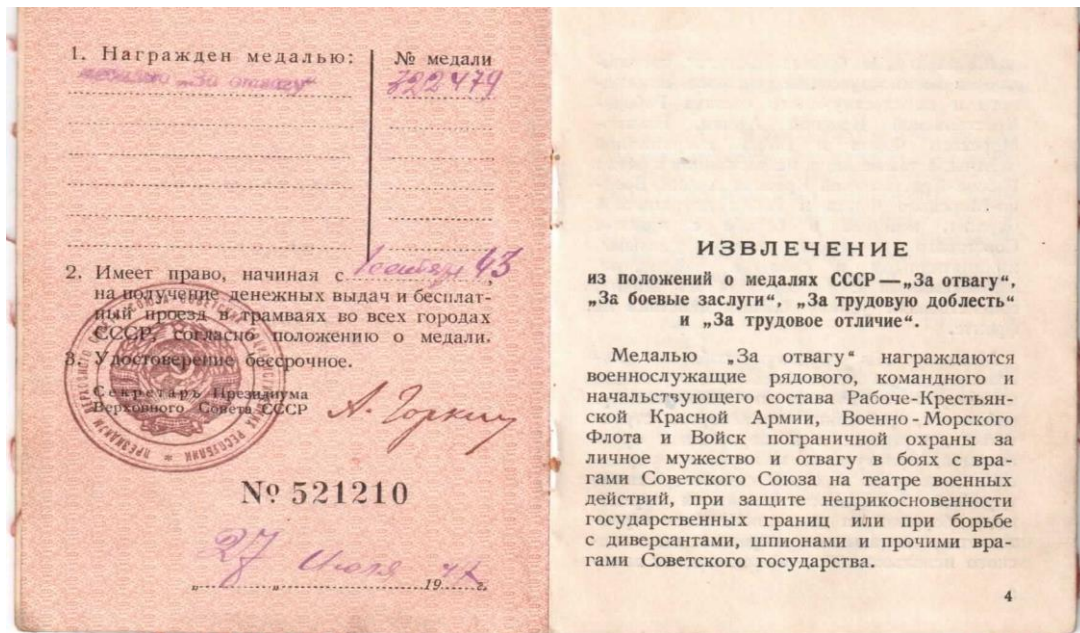 1. Награжден медалью:
№ медали
медалью „За отвагу“
722479
2. Имеет право, начиная с 43,
на получение денежных выдач и бесплат-
ный проезд в трамваях во всех городах
СССР, согласно положению о медали.
3. Удостоверение бессрочное.
Секретарь Президиума
Верховного Совета СССР
А. Горкин
ПРЕЗИДИУМ ВЕРХОВНОГО
№ 521210
„27“ Июля 19 г.
ИЗВЛЕЧЕНИЕ
из положений о медалях СССР — „За отвагу“,
„За боевые заслуги“, „За трудовую доблесть“
и „За трудовое отличие“.
Медалью „За отвагу“ награждаются
военнослужащие рядового, командного и
начальствующего состава Рабоче-Крестьян-
ской Красной Армии, Военно-Морского
Флота и Войск пограничной охраны за
личное мужество и отвагу в боях с вра-
гами Советского Союза на театре военных
действий, при защите неприкосновенности
государственных границ или при борьбе
с диверсантами, шпионами и прочими вра-
гами Советского государства.
4